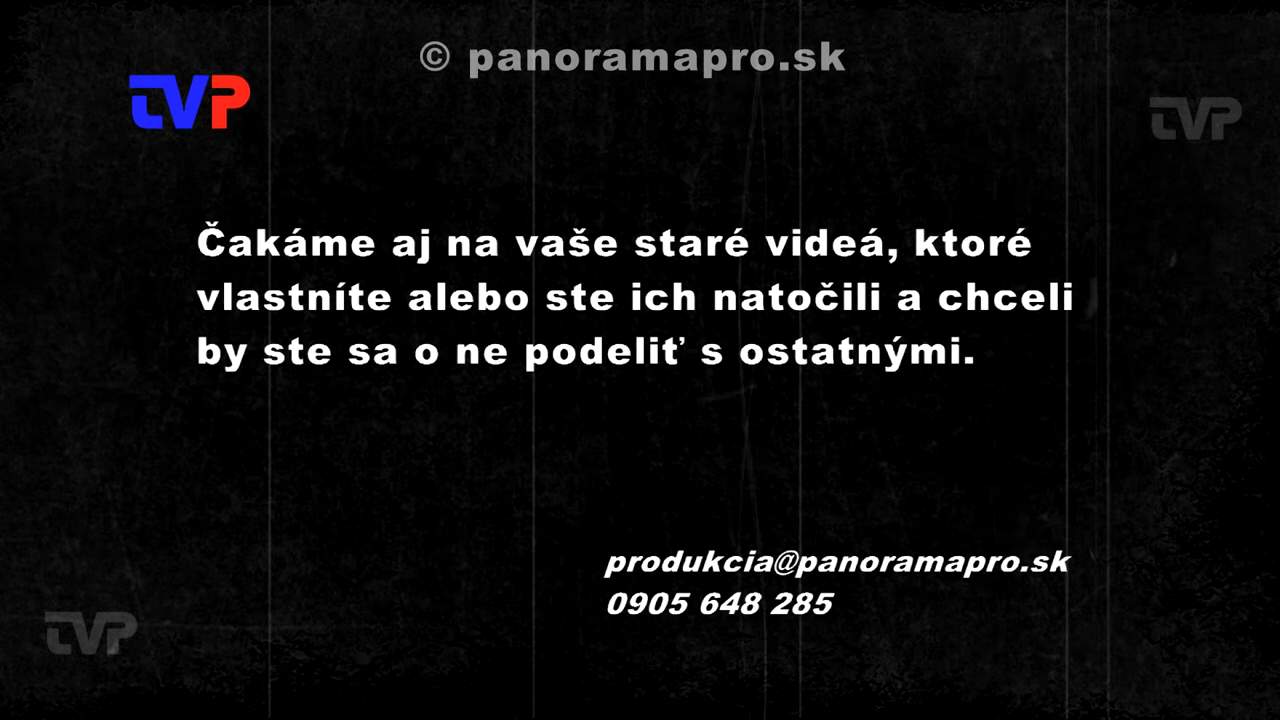 © panoramapro.sk
TVP
TVP
Čakáme aj na vaše staré videá, ktoré
vlastníte alebo ste ich natočili a chceli
by ste sa o ne podeliť s ostatnými.
produkcia@panoramapro.sk
0905 648 285
TVP